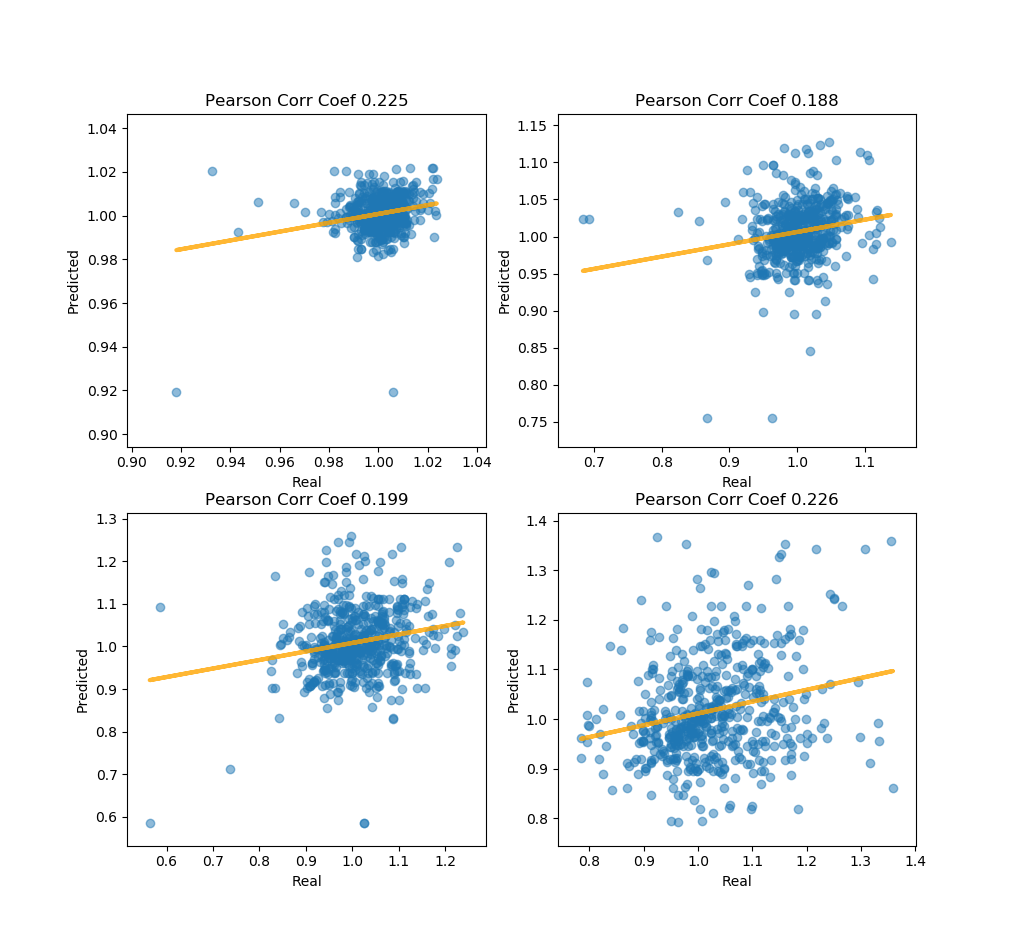 Pearson Corr Coef 0.225
1.04
1.02
1.00
0.98
0.96
0.94
0.92
0.90
Predicted
0.90 0.92 0.94 0.96 0.98 1.00 1.02 1.04
Real
Pearson Corr Coef 0.188
1.15
1.10
1.05
1.00
0.95
0.90
0.85
0.80
0.75
Predicted
0.7 0.8 0.9 1.0 1.1
Real
Pearson Corr Coef 0.199
1.3
1.2
1.1
1.0
0.9
0.8
0.7
0.6
Predicted
0.6 0.7 0.8 0.9 1.0 1.1 1.2
Real
Pearson Corr Coef 0.226
1.4
1.3
1.2
1.1
1.0
0.9
0.8
Predicted
0.8 0.9 1.0 1.1 1.2 1.3 1.4
Real